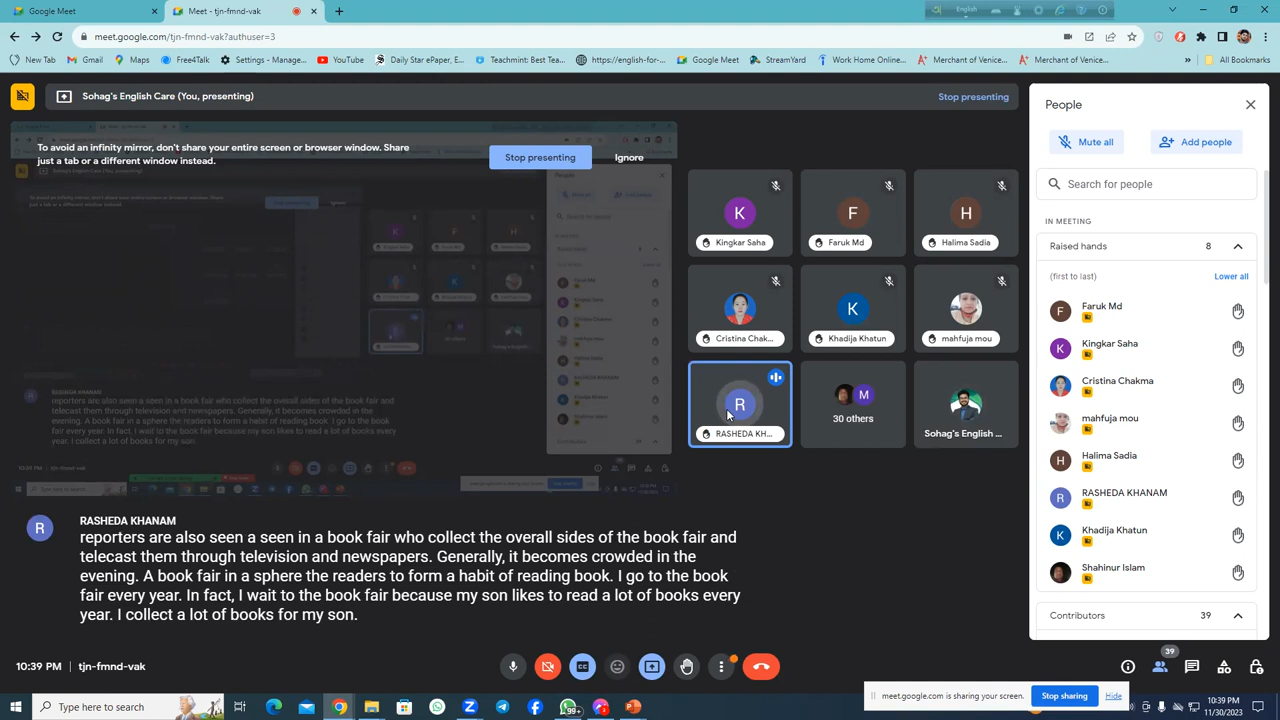 Google Meet
Meet - tjn-fmnd-vak
English
meet.google.com/tjn-fmnd-vak?authuser=3
New Tab
Gmail
Maps
Free4Talk
Settings - Manage...
YouTube
Daily Star ePaper, E...
Teachmint: Best Tea...
https://english-for-...
Google Meet
StreamYard
Work Home Online...
Merchant of Venice...
Merchant of Venice...
»
All Bookmarks
Sohag's English Care (You, presenting)
Stop presenting
To avoid an infinity mirror, don't share your entire screen or browser window. Share
just a tab or a different window instead.
Stop presenting
Ignore
K
Kingkar Saha
F
Faruk Md
H
Halima Sadia
Cristina Chak...
K
Khadija Khatun
mahfuja mou
R
RASHEDA KH...
M
30 others
Sohag's English ...
RASHEDA KHANAM
R
reporters are also seen a seen in a book fair who collect the overall sides of the book fair and
telecast them through television and newspapers. Generally, it becomes crowded in the
evening. A book fair in a sphere the readers to form a habit of reading book. I go to the book
fair every year. In fact, I wait to the book fair because my son likes to read a lot of books every
year. I collect a lot of books for my son.
People
Mute all
Add people
Search for people
IN MEETING
Raised hands 8
(first to last) Lower all
F Faruk Md
K Kingkar Saha
Cristina Chakma
mahfuja mou
H Halima Sadia
R RASHEDA KHANAM
K Khadija Khatun
Shahinur Islam
Contributors 39
10:39 PM | tjn-fmnd-vak
CC
39
meet.google.com is sharing your screen.
Stop sharing
Hide
Type here to search
99+
10:39 PM
11/30/2023